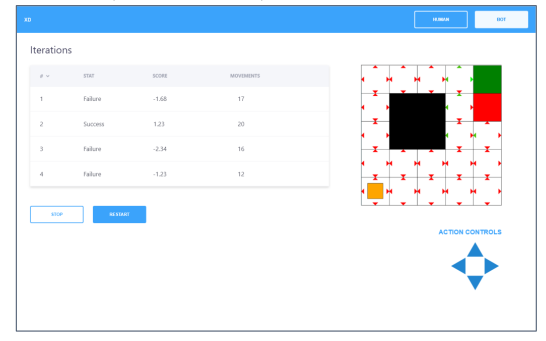 XD
HUMAN
BOT
Iterations
# STAT SCORE MOVEMENTS
1 Failure -1.68 17
2 Success 1.23 20
3 Failure -2.34 16
4 Failure -1.23 12
STOP RESTART
ACTION CONTROLS